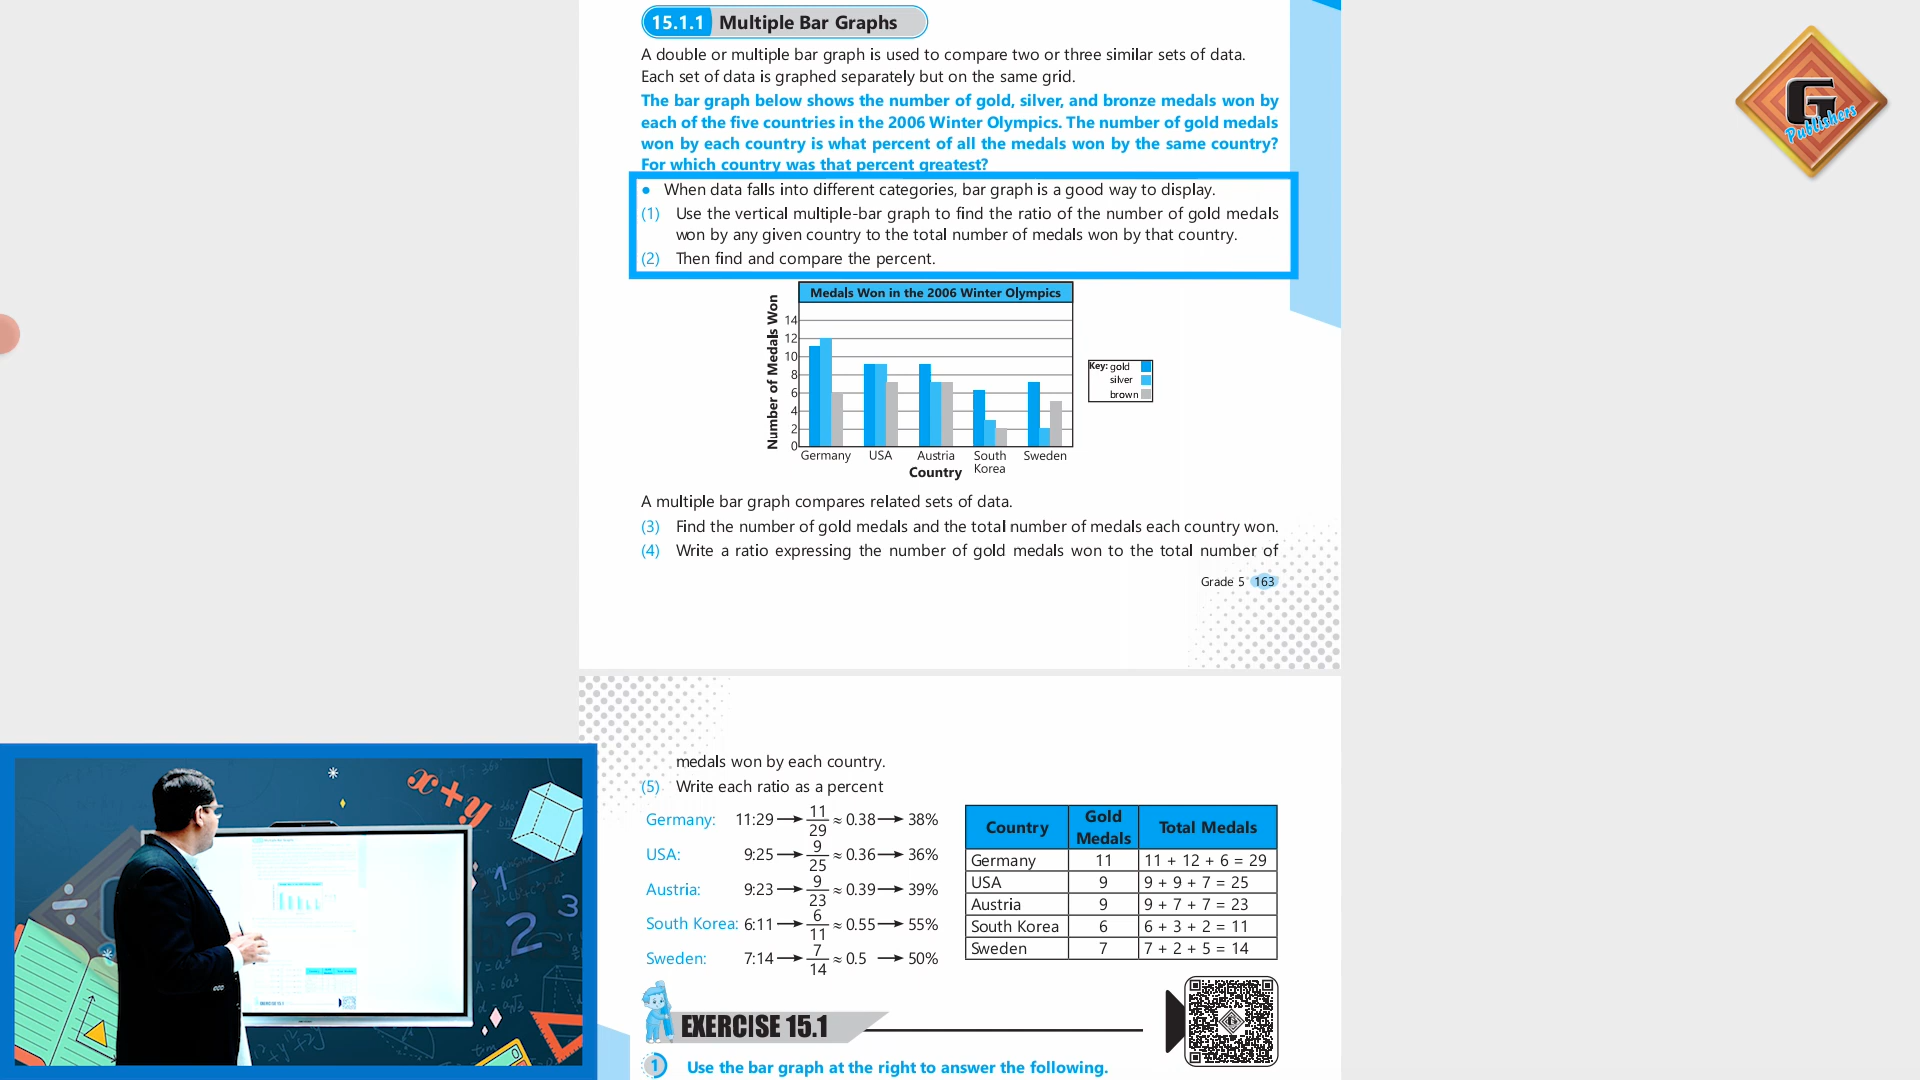 15.1.1 Multiple Bar Graphs
A double or multiple bar graph is used to compare two or three similar sets of data.
Each set of data is graphed separately but on the same grid.
The bar graph below shows the number of gold, silver, and bronze medals won by
each of the five countries in the 2006 Winter Olympics. The number of gold medals
won by each country is what percent of all the medals won by the same country?
For which country was that percent greatest?
• When data falls into different categories, bar graph is a good way to display.
(1) Use the vertical multiple-bar graph to find the ratio of the number of gold medals
won by any given country to the total number of medals won by that country.
(2) Then find and compare the percent.
Medals Won in the 2006 Winter Olympics
Number of Medals Won
14
12
10
8
6
4
2
0
Germany USA Austria South Korea Sweden
Country
Key: gold
silver
brown
A multiple bar graph compares related sets of data.
(3) Find the number of gold medals and the total number of medals each country won.
(4) Write a ratio expressing the number of gold medals won to the total number of
Grade 5 163
medals won by each country.
(5) Write each ratio as a percent
Germany: 11:29 → 11/29 ≈ 0.38 → 38%
USA: 9:25 → 9/25 ≈ 0.36 → 36%
Austria: 9:23 → 9/23 ≈ 0.39 → 39%
South Korea: 6:11 → 6/11 ≈ 0.55 → 55%
Sweden: 7:14 → 7/14 ≈ 0.5 → 50%
Country Gold Medals Total Medals
Germany 11 11 + 12 + 6 = 29
USA 9 9 + 9 + 7 = 25
Austria 9 9 + 7 + 7 = 23
South Korea 6 6 + 3 + 2 = 11
Sweden 7 7 + 2 + 5 = 14
EXERCISE 15.1
1 Use the bar graph at the right to answer the following.
G Publishers
x+y
1
2
3